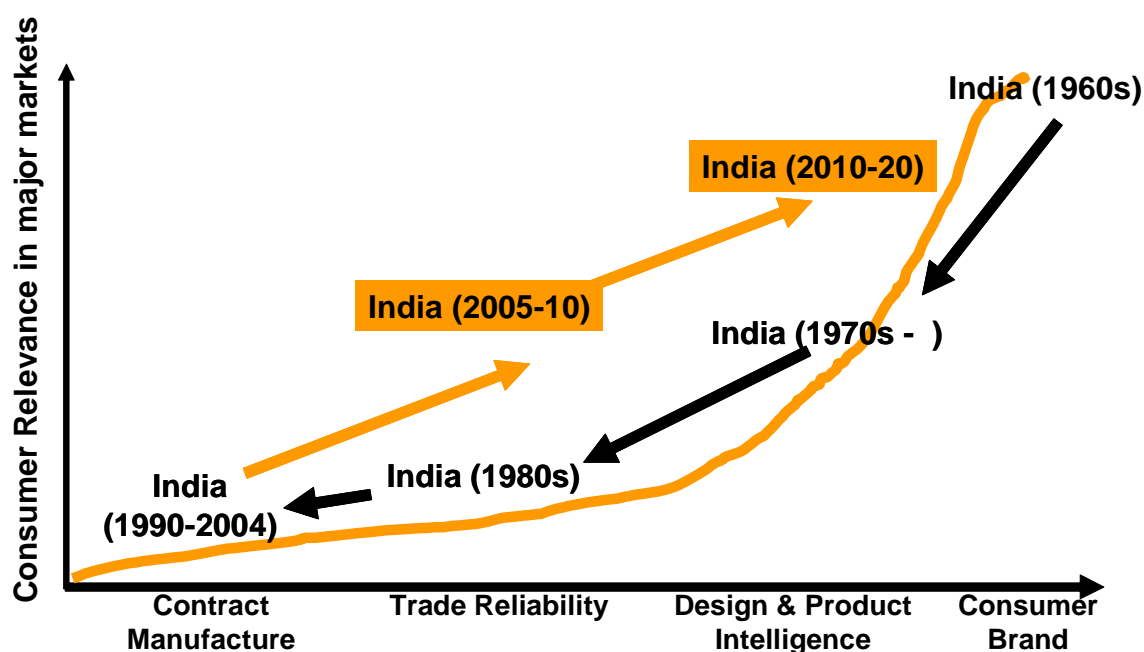 Consumer Relevance in major markets
India (1960s)
India (2010-20)
India (2005-10)
India (1970s -  )
India (1980s)
India
(1990-2004)
Contract
Manufacture
Trade Reliability
Design & Product
Intelligence
Consumer
Brand